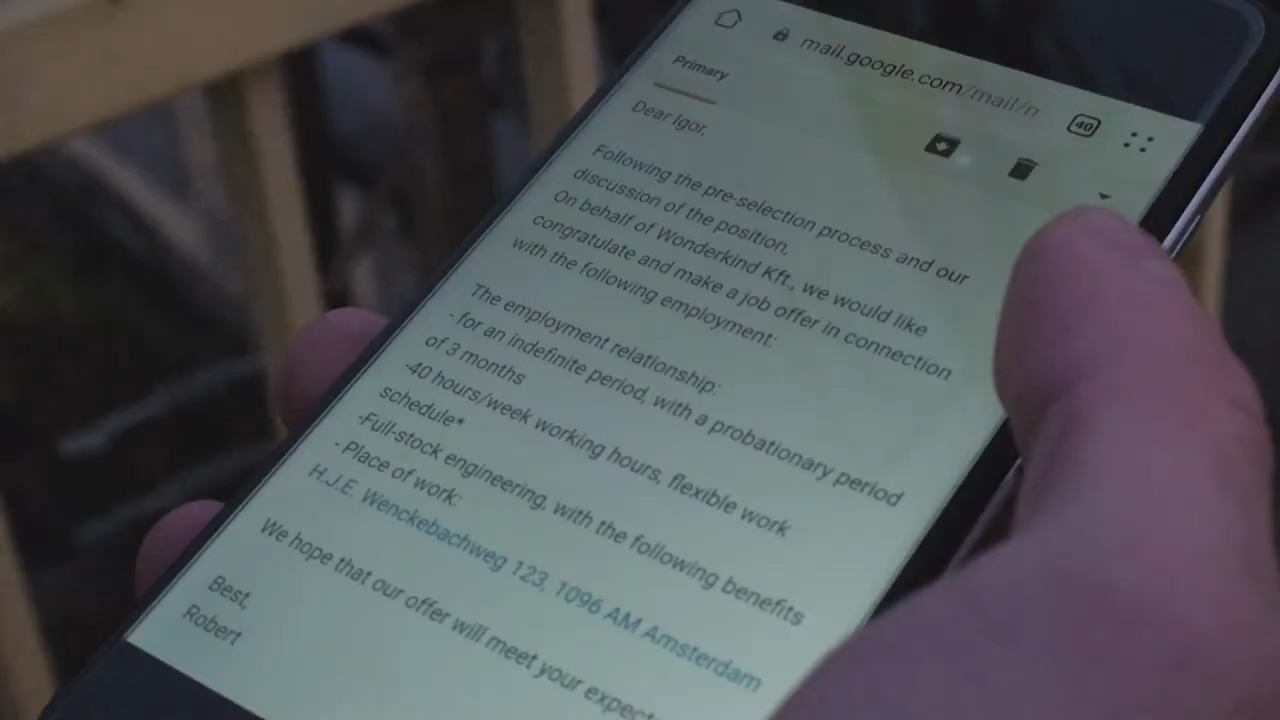 mail.google.com/mail/n
40
Primary
Dear Igor,
Following the pre-selection process and our
discussion of the position,
On behalf of Wonderkind Kft., we would like
congratulate and make a job offer in connection
with the following employment:
The employment relationship:
- for an indefinite period, with a probationary period
of 3 months
-40 hours/week working hours, flexible work
schedule*
-Full-stock engineering, with the following benefits
- Place of work:
H.J.E. Wenckebachweg 123, 1096 AM Amsterdam
We hope that our offer will meet your expect
Best,
Robert